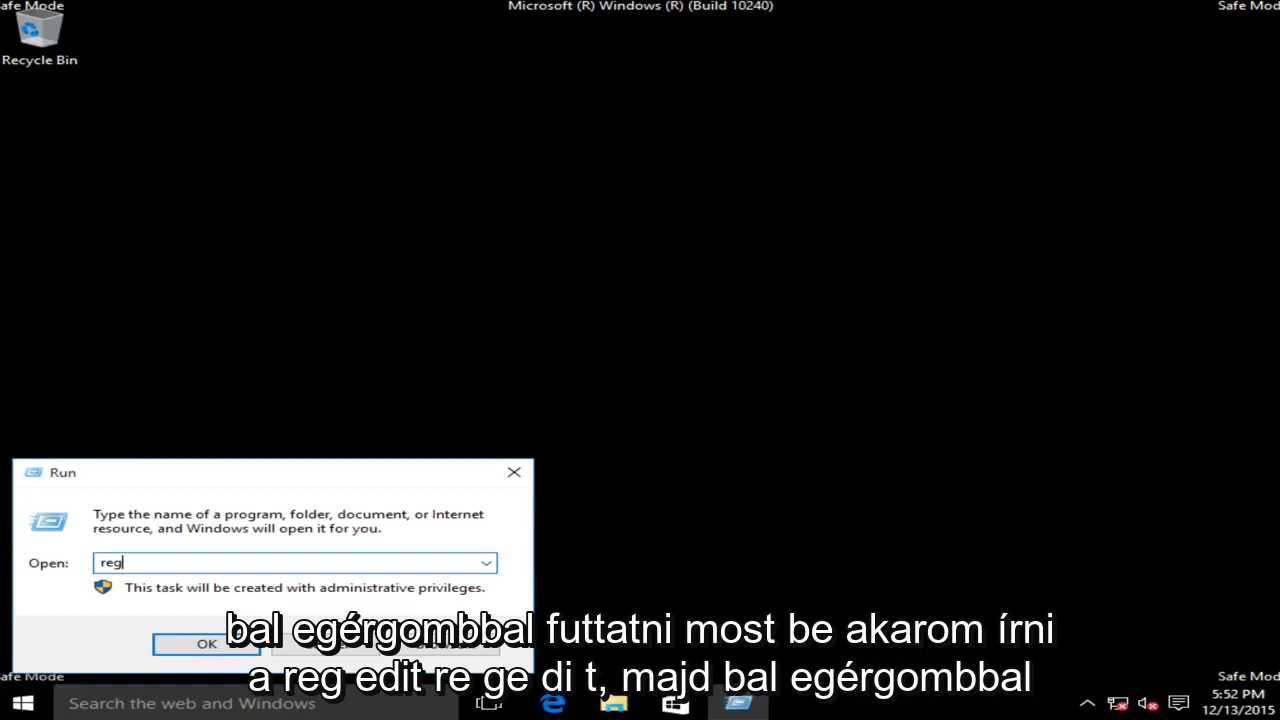 afe Mode
Microsoft (R) Windows (R) (Build 10240)
Safe Mod
Recycle Bin
Run
Type the name of a program, folder, document, or Internet
resource, and Windows will open it for you.
Open:
reg
This task will be created with administrative privileges.
OK
bal egérgombbal futtatni most be akarom írni
a reg edit re ge di t, majd bal egérgombbal
afe Mode
Safe Mod
Search the web and Windows
5:52 PM
12/13/2015